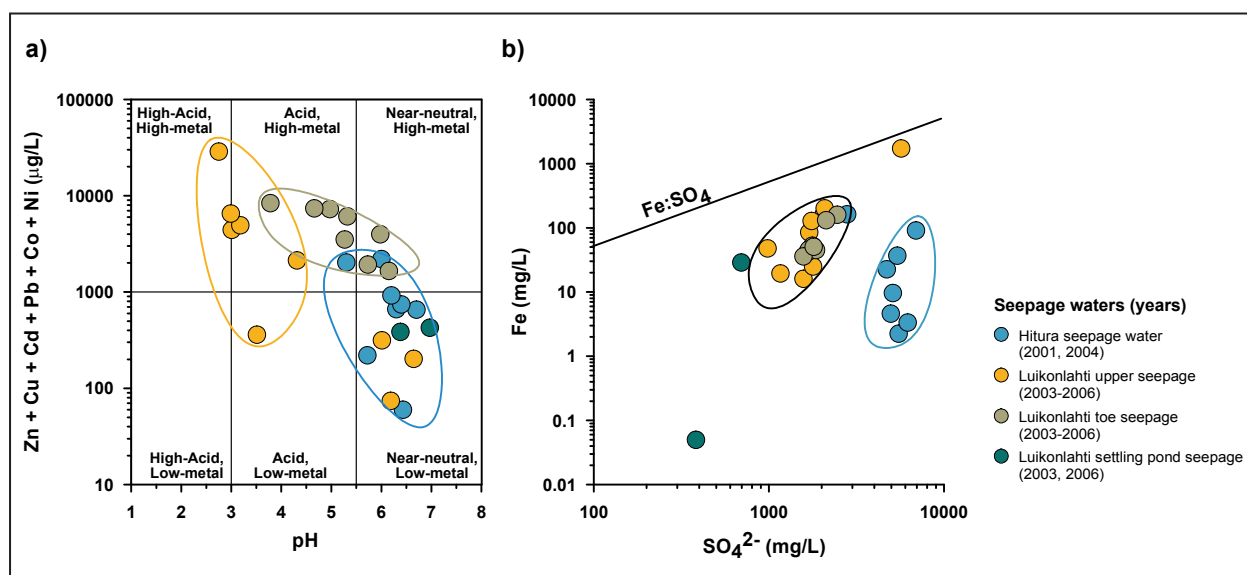 a)
b)
Zn + Cu + Cd + Pb + Co + Ni (µg/L)
100000
10000
1000
100
10
High-Acid,
High-metal
Acid,
High-metal
Near-neutral,
High-metal
High-Acid,
Low-metal
Acid,
Low-metal
Near-neutral,
Low-metal
1 2 3 4 5 6 7 8
pH
Fe (mg/L)
10000
1000
100
10
1
0.1
0.01
Fe:SO4
100 1000 10000
SO4²⁻ (mg/L)
Seepage waters (years)
Hitura seepage water
(2001, 2004)
Luikonlahti upper seepage
(2003-2006)
Luikonlahti toe seepage
(2003-2006)
Luikonlahti settling pond seepage
(2003, 2006)